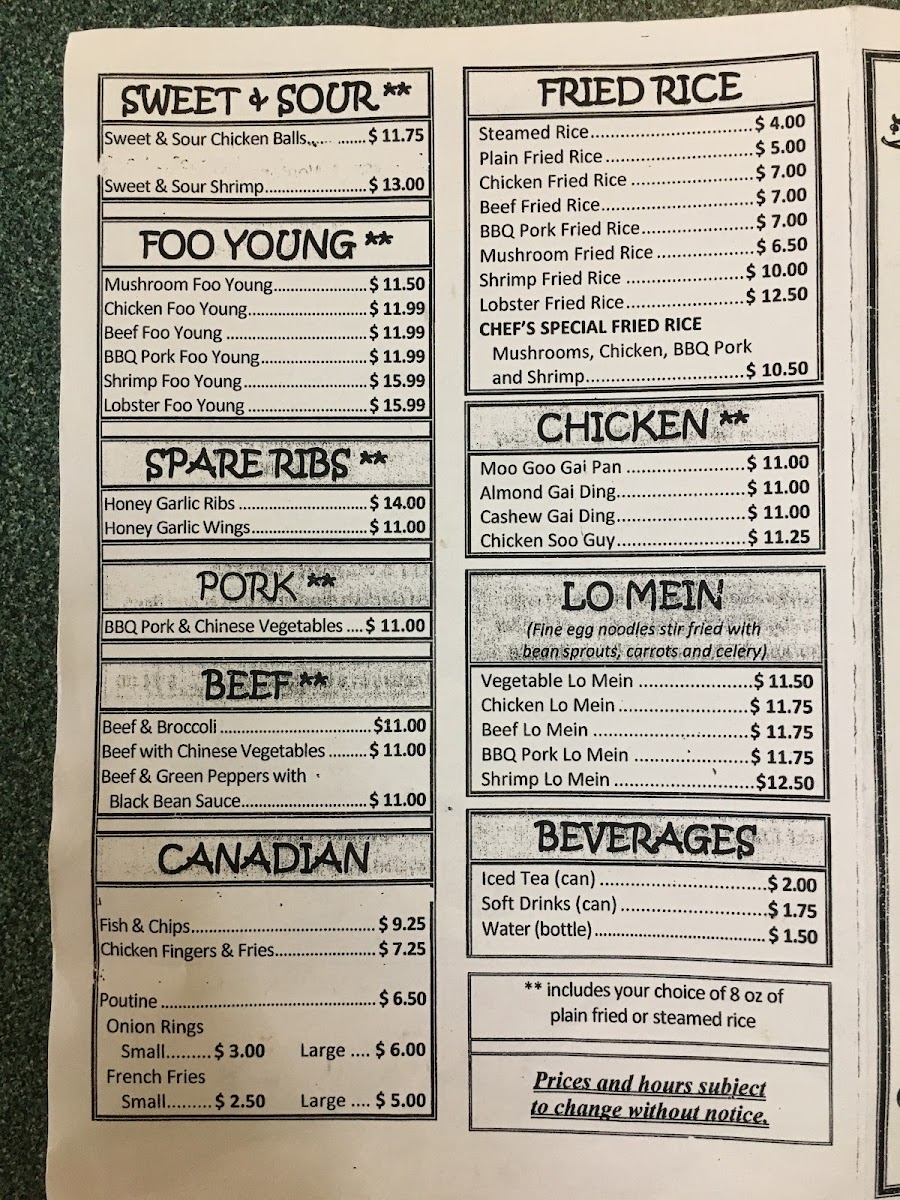 SWEET & SOUR **
Sweet & Sour Chicken Balls............$ 11.75
Sweet & Sour Shrimp......................$ 13.00
FOO YOUNG **
Mushroom Foo Young....................$ 11.50
Chicken Foo Young.........................$ 11.99
Beef Foo Young ..............................$ 11.99
BBQ Pork Foo Young.......................$ 11.99
Shrimp Foo Young...........................$ 15.99
Lobster Foo Young ..........................$ 15.99
SPARE RIBS **
Honey Garlic Ribs ............................$ 14.00
Honey Garlic Wings.........................$ 11.00
PORK **
BBQ Pork & Chinese Vegetables ....$ 11.00
BEEF **
Beef & Broccoli .................................$11.00
Beef with Chinese Vegetables ........$ 11.00
Beef & Green Peppers with
Black Bean Sauce...........................$ 11.00
CANADIAN
Fish & Chips........................................$ 9.25
Chicken Fingers & Fries......................$ 7.25
Poutine ..............................................$ 6.50
Onion Rings
Small.........$ 3.00 Large .... $ 6.00
French Fries
Small.........$ 2.50 Large .... $ 5.00
FRIED RICE
Steamed Rice...................................$ 4.00
Plain Fried Rice ................................$ 5.00
Chicken Fried Rice ...........................$ 7.00
Beef Fried Rice.................................$ 7.00
BBQ Pork Fried Rice.........................$ 7.00
Mushroom Fried Rice ......................$ 6.50
Shrimp Fried Rice ..........................$ 10.00
Lobster Fried Rice..........................$ 12.50
CHEF'S SPECIAL FRIED RICE
Mushrooms, Chicken, BBQ Pork
and Shrimp..................................$ 10.50
CHICKEN **
Moo Goo Gai Pan ..........................$ 11.00
Almond Gai Ding............................$ 11.00
Cashew Gai Ding............................$ 11.00
Chicken Soo Guy............................$ 11.25
LO MEIN
(Fine egg noodles stir fried with
bean sprouts, carrots and celery)
Vegetable Lo Mein .........................$ 11.50
Chicken Lo Mein .............................$ 11.75
Beef Lo Mein ..................................$ 11.75
BBQ Pork Lo Mein ..........................$ 11.75
Shrimp Lo Mein ..............................$12.50
BEVERAGES
Iced Tea (can) ...................................$ 2.00
Soft Drinks (can) ...............................$ 1.75
Water (bottle)....................................$ 1.50
** includes your choice of 8 oz of
plain fried or steamed rice
Prices and hours subject
to change without notice.